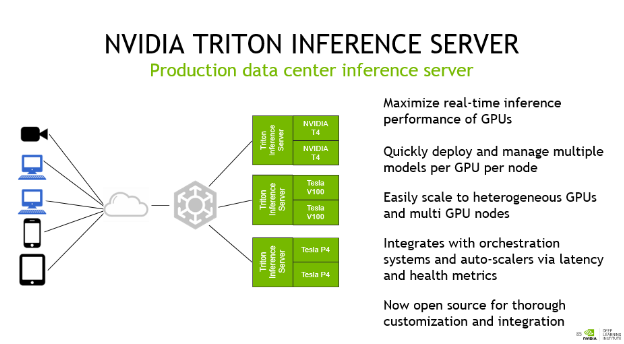 NVIDIA TRITON INFERENCE SERVER
Production data center inference server
Triton
Inference
Server
NVIDIA
T4
NVIDIA
T4
Triton
Inference
Server
Tesla
V100
Tesla
V100
Triton
Inference
Server
Tesla P4
Tesla P4
Maximize real-time inference
performance of GPUs
Quickly deploy and manage multiple
models per GPU per node
Easily scale to heterogeneous GPUs
and multi GPU nodes
Integrates with orchestration
systems and auto-scalers via latency
and health metrics
Now open source for thorough
customization and integration
85
NVIDIA
DEEP
LEARNING
INSTITUTE